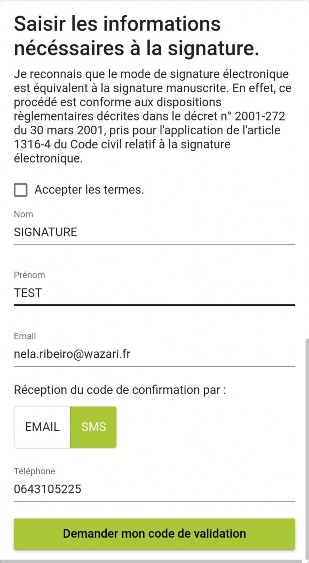 Saisir les informations
nécéssaires à la signature.
Je reconnais que le mode de signature électronique
est équivalent à la signature manuscrite. En effet, ce
procédé est conforme aux dispositions
règlementaires décrites dans le décret n° 2001-272
du 30 mars 2001, pris pour l'application de l'article
1316-4 du Code civil relatif à la signature
électronique.
Accepter les termes.
Nom
SIGNATURE
Prénom
TEST
Email
nela.ribeiro@wazari.fr
Réception du code de confirmation par :
EMAIL SMS
Téléphone
0643105225
Demander mon code de validation